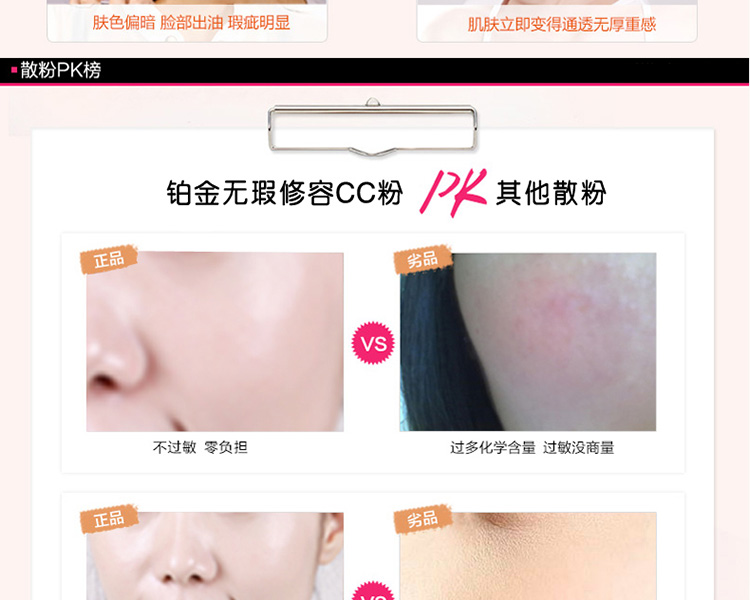 肤色偏暗 脸部出油 瑕疵明显
肌肤立即变得通透无厚重感
散粉PK榜
铂金无瑕修容CC粉 PK 其他散粉
正品
劣品
VS
不过敏 零负担
过多化学含量 过敏没商量
正品
劣品
VS